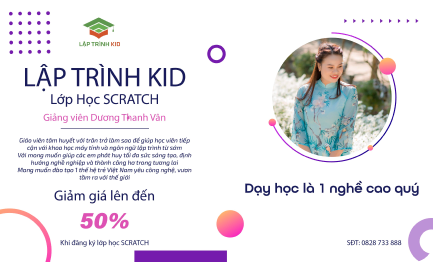 LẬP TRÌNH KID
LẬP TRÌNH KID
Lớp Học SCRATCH
Giảng viên Dương Thanh Vân
Giáo viên tâm huyết với trăn trở làm sao để giúp học viên tiếp
cận với khoa học máy tính và ngôn ngữ lập trình từ sớm
Với mong muốn giúp các em phát huy tối đa sức sáng tạo, định
hướng nghề nghiệp và thành công hơn trong tương lai
Mong muốn đào tạo 1 thế hệ trẻ Việt Nam yêu công nghệ, vươn
tầm ra với thế giới
Giảm giá lên đến
50%
Khi đăng ký lớp học SCRATCH
Dạy học là 1 nghề cao quý
SĐT: 0828 733 888